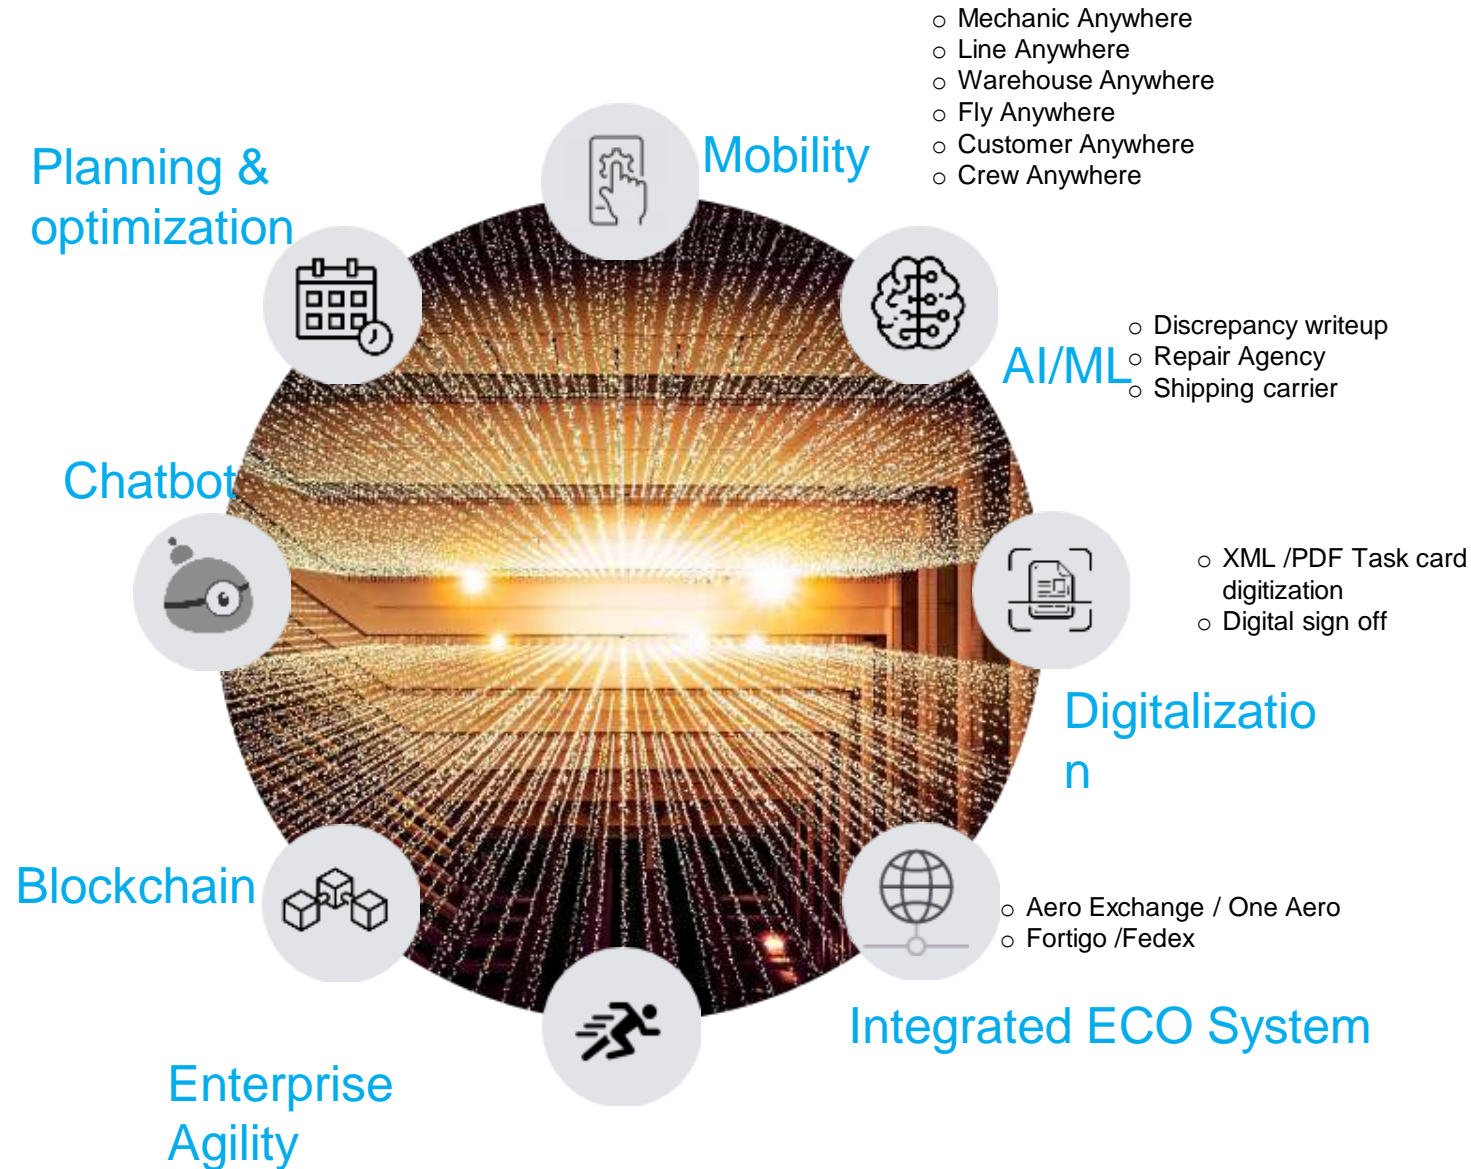 ○ Mechanic Anywhere
○ Line Anywhere
○ Warehouse Anywhere
○ Fly Anywhere
○ Customer Anywhere
○ Crew Anywhere
Mobility
Planning &
optimization
AI/ML
○ Discrepancy writeup
○ Repair Agency
○ Shipping carrier
Chatbot
○ XML /PDF Task card
digitization
○ Digital sign off
Digitalizatio
n
Blockchain
○ Aero Exchange / One Aero
○ Fortigo /Fedex
Integrated ECO System
Enterprise
Agility